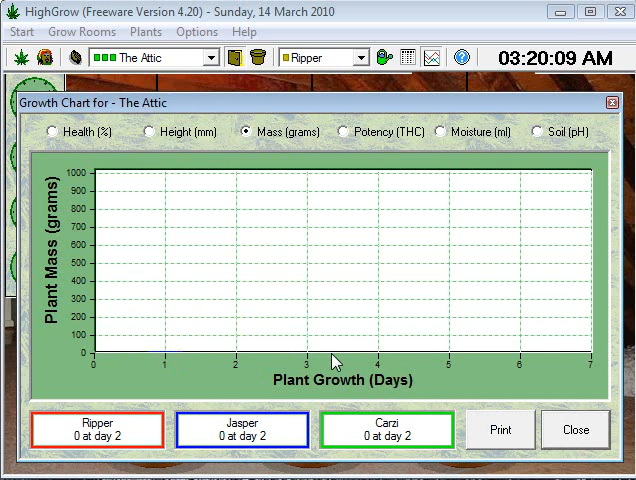 HighGrow (Freeware Version 4.20) - Sunday, 14 March 2010
Start Grow Rooms Plants Options Help
The Attic Ripper 03:20:09 AM
Growth Chart for - The Attic
Health (%) Height (mm) Mass (grams) Potency (THC) Moisture (ml) Soil (pH)
Plant Mass (grams)
1000
900
800
700
600
500
400
300
200
100
0
0 1 2 3 4 5 6 7
Plant Growth (Days)
Ripper
0 at day 2
Jasper
0 at day 2
Carzi
0 at day 2
Print
Close